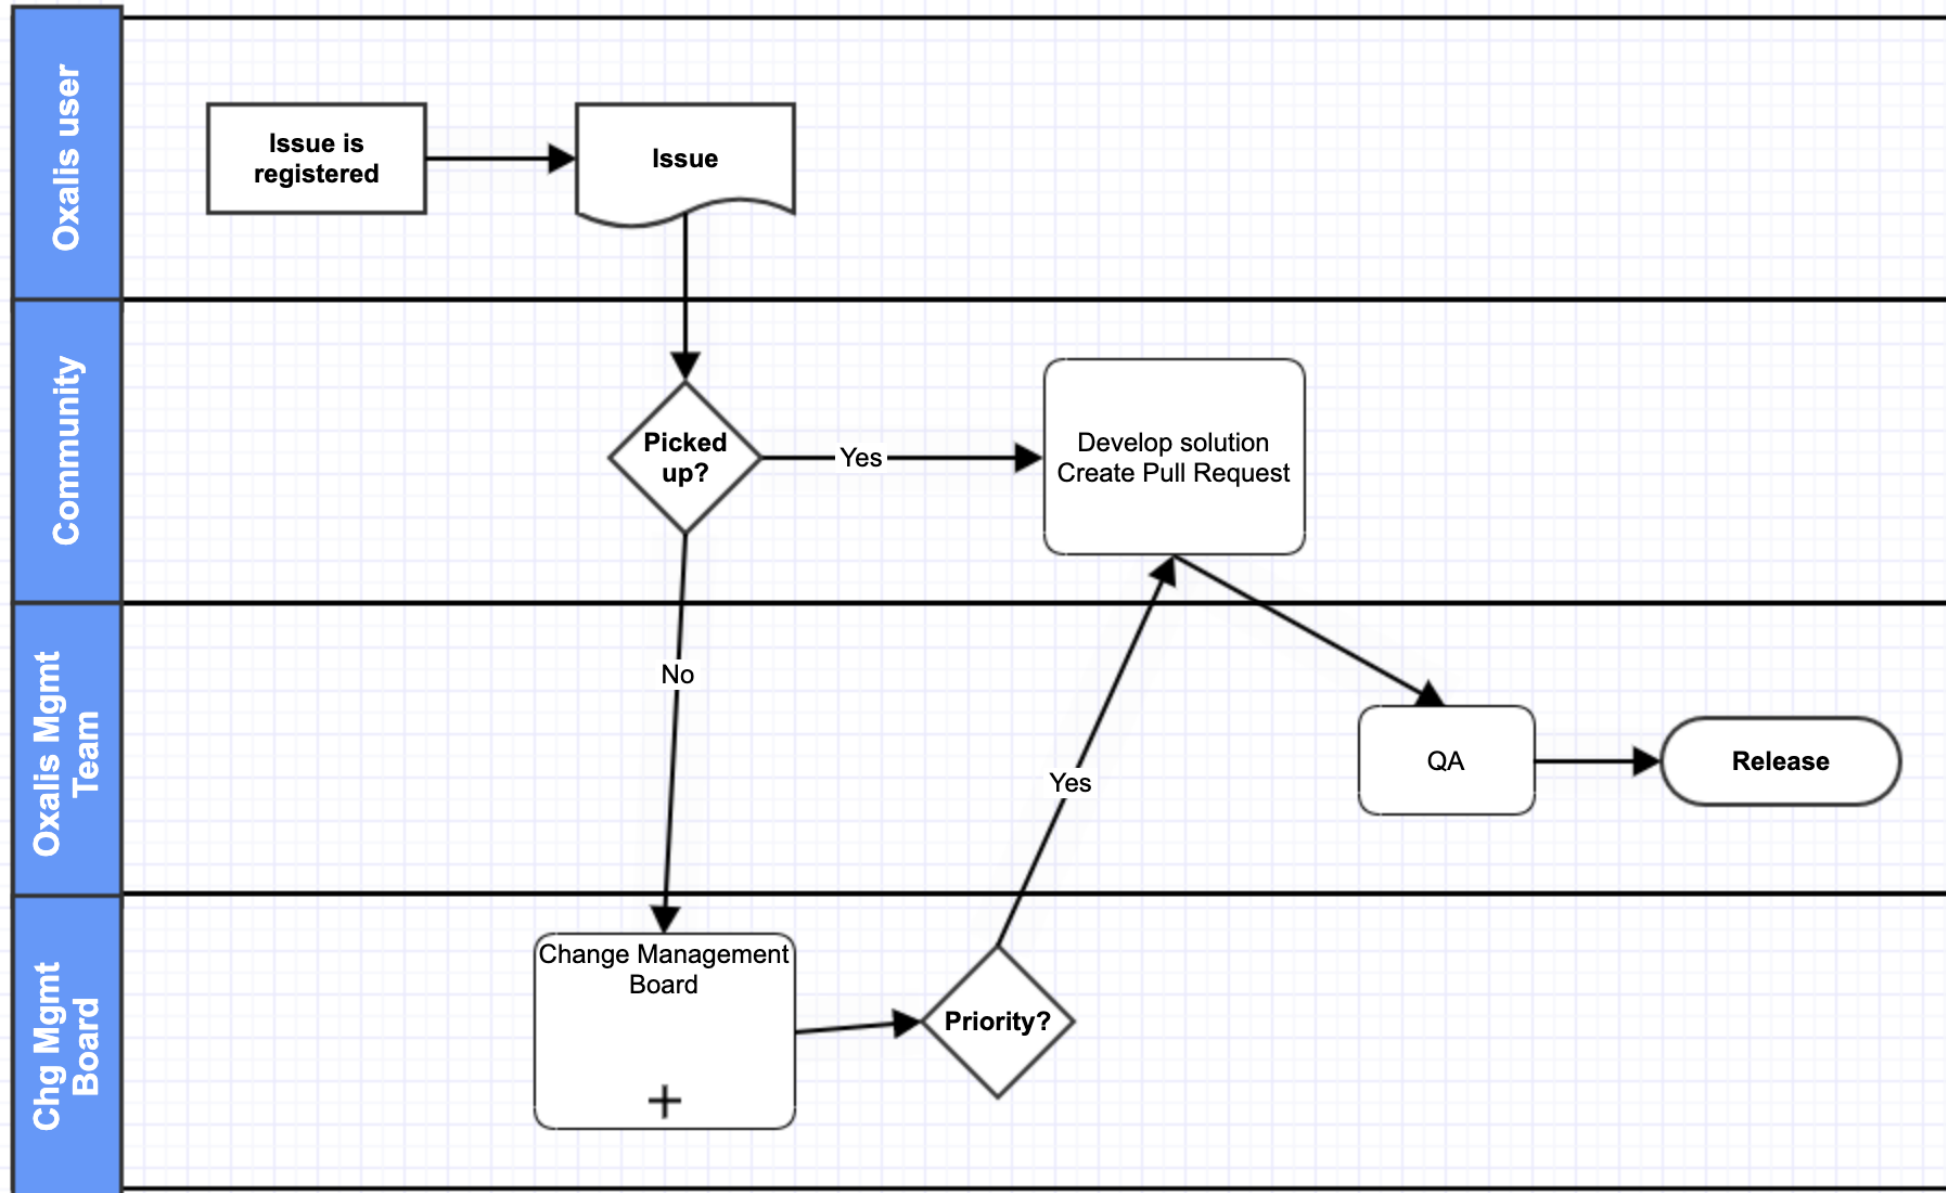 Oxalis user
Issue is
registered
Issue
Community
Picked
up?
Yes
Develop solution
Create Pull Request
Oxalis Mgmt
Team
No
Yes
QA
Release
Chg Mgmt
Board
Change Management
Board
Priority?